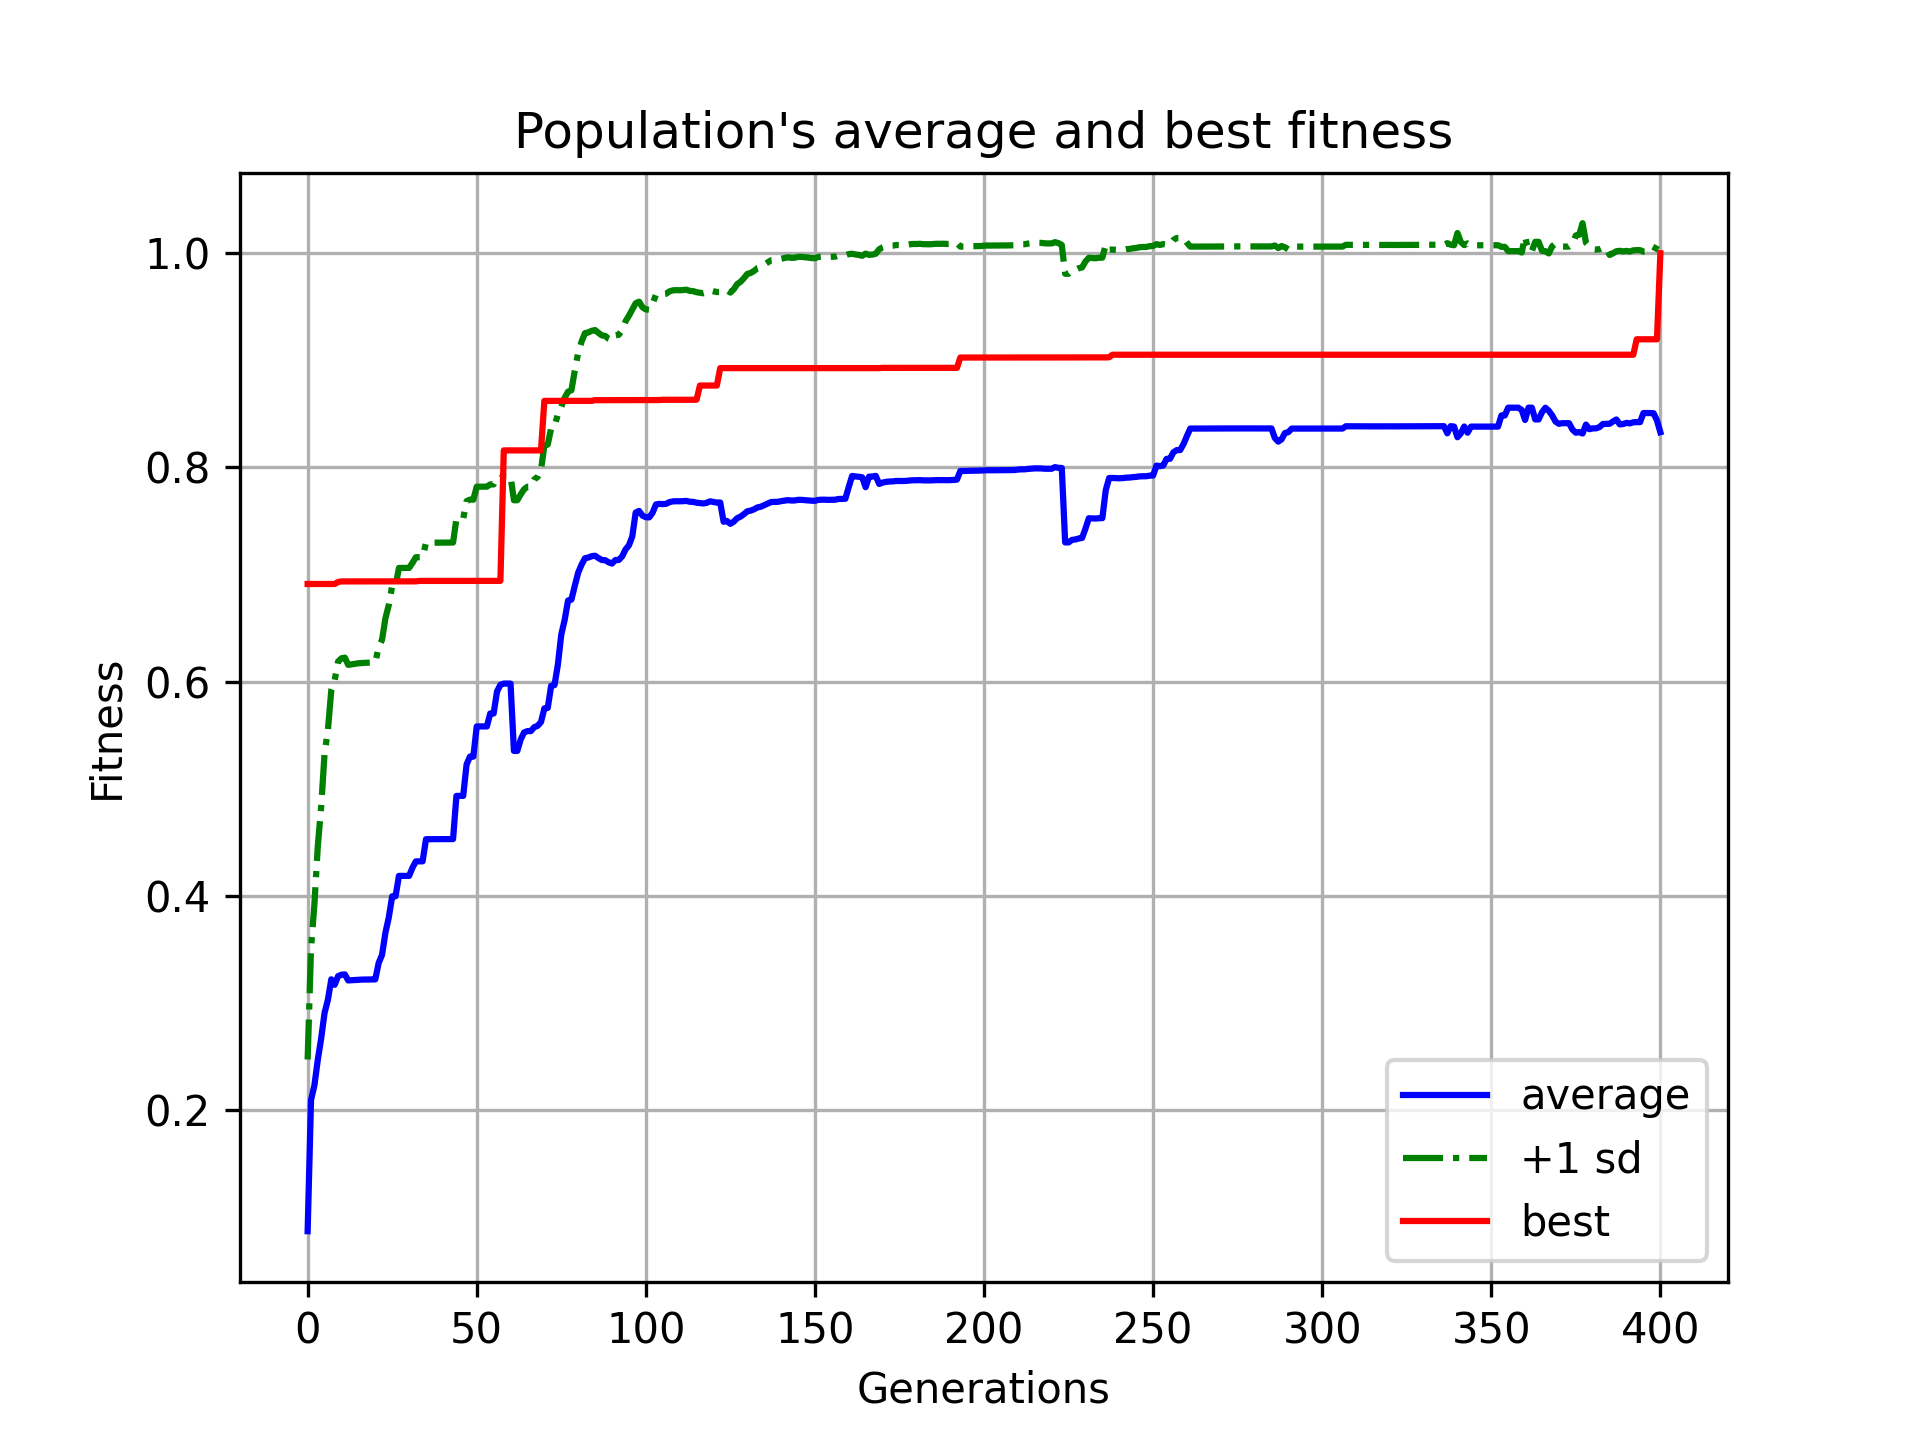 Population's average and best fitness
Fitness
1.0
0.8
0.6
0.4
0.2
0 50 100 150 200 250 300 350 400
Generations
average
+1 sd
best